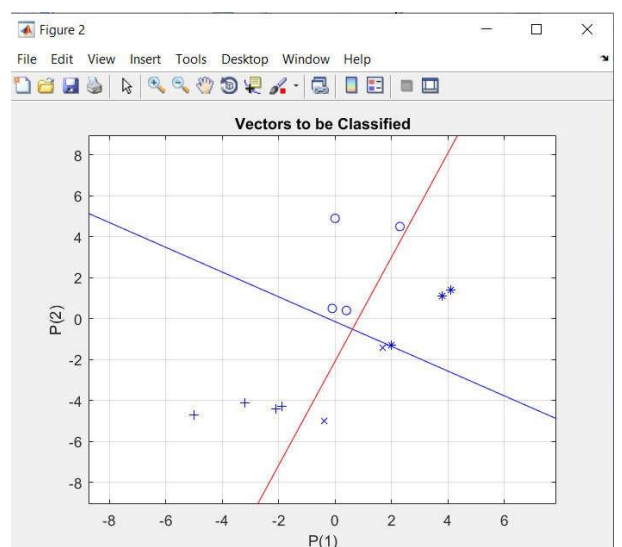 Figure 2
File Edit View Insert Tools Desktop Window Help
Vectors to be Classified
8
6
4
2
0
-2
-4
-6
-8
P(2)
-8 -6 -4 -2 0 2 4 6
P(1)